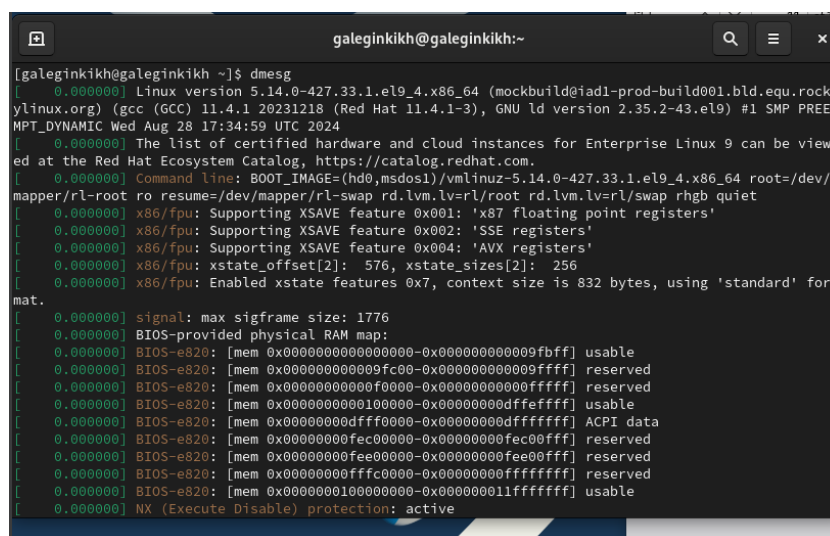 galeginkikh@galeginkikh:~
[galeginkikh@galeginkikh ~]$ dmesg
[    0.000000] Linux version 5.14.0-427.33.1.el9_4.x86_64 (mockbuild@iad1-prod-build001.bld.equ.rock
ylinux.org) (gcc (GCC) 11.4.1 20231218 (Red Hat 11.4.1-3), GNU ld version 2.35.2-43.el9) #1 SMP PREE
MPT_DYNAMIC Wed Aug 28 17:34:59 UTC 2024
[    0.000000] The list of certified hardware and cloud instances for Enterprise Linux 9 can be view
ed at the Red Hat Ecosystem Catalog, https://catalog.redhat.com.
[    0.000000] Command line: BOOT_IMAGE=(hd0,msdos1)/vmlinuz-5.14.0-427.33.1.el9_4.x86_64 root=/dev/
mapper/rl-root ro resume=/dev/mapper/rl-swap rd.lvm.lv=rl/root rd.lvm.lv=rl/swap rhgb quiet
[    0.000000] x86/fpu: Supporting XSAVE feature 0x001: 'x87 floating point registers'
[    0.000000] x86/fpu: Supporting XSAVE feature 0x002: 'SSE registers'
[    0.000000] x86/fpu: Supporting XSAVE feature 0x004: 'AVX registers'
[    0.000000] x86/fpu: xstate_offset[2]:  576, xstate_sizes[2]:  256
[    0.000000] x86/fpu: Enabled xstate features 0x7, context size is 832 bytes, using 'standard' for
mat.
[    0.000000] signal: max sigframe size: 1776
[    0.000000] BIOS-provided physical RAM map:
[    0.000000] BIOS-e820: [mem 0x0000000000000000-0x000000000009fbff] usable
[    0.000000] BIOS-e820: [mem 0x000000000009fc00-0x000000000009ffff] reserved
[    0.000000] BIOS-e820: [mem 0x00000000000f0000-0x00000000000fffff] reserved
[    0.000000] BIOS-e820: [mem 0x0000000000100000-0x00000000dffeffff] usable
[    0.000000] BIOS-e820: [mem 0x00000000dfff0000-0x00000000dfffffff] ACPI data
[    0.000000] BIOS-e820: [mem 0x00000000fec00000-0x00000000fec00fff] reserved
[    0.000000] BIOS-e820: [mem 0x00000000fee00000-0x00000000fee00fff] reserved
[    0.000000] BIOS-e820: [mem 0x00000000fffc0000-0x00000000ffffffff] reserved
[    0.000000] BIOS-e820: [mem 0x0000000100000000-0x000000011fffffff] usable
[    0.000000] NX (Execute Disable) protection: active